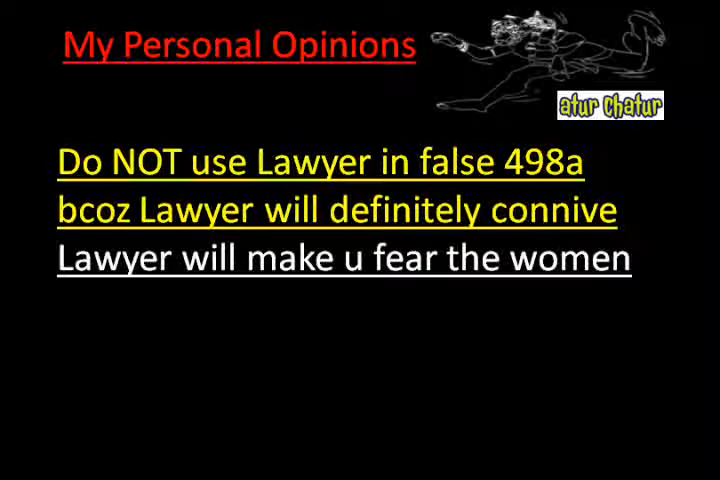 My Personal Opinions
atur chatur
Do NOT use Lawyer in false 498a
bcoz Lawyer will definitely connive
Lawyer will make u fear the women